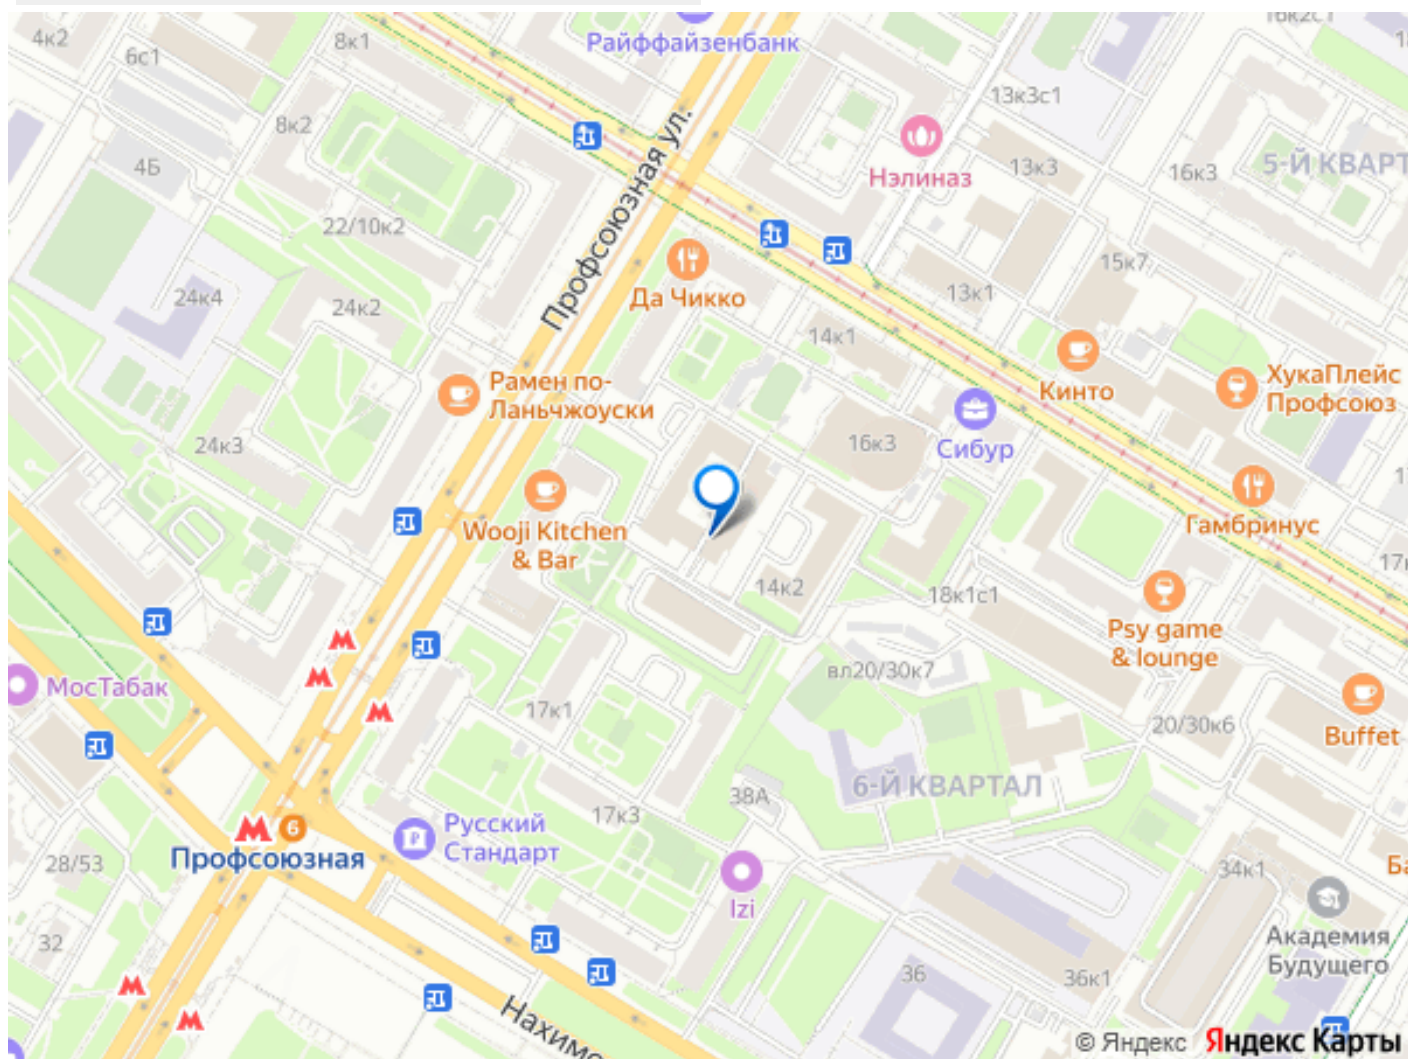 16к2с1
4к2
8к1
Райффайзенбанк
6с1
13к3с1
8к2
Профсоюзная ул.
4Б
Нэлиназ
13к3
16к3
5-Й КВАРТ
22/10к2
15к7
24к4
24к2
Да Чикко
13к1
14к1
Рамен по-
Ланьчжоуски
Кинто
ХукаПлейс
Профсоюз
24к3
16к3
Сибур
Wooji Kitchen
& Bar
Гамбринус
14к2
18к1с1
Psy game
& lounge
МосТабак
вл20/30к7
17к1
20/30к6
Buffet
6-Й КВАРТАЛ
38А
17к3
6
Русский
Стандарт
Профсоюзная
28/53
34к1
Izi
32
Академия
Будущего
36
36к1
Нахимо
© Яндекс Яндекс Карты